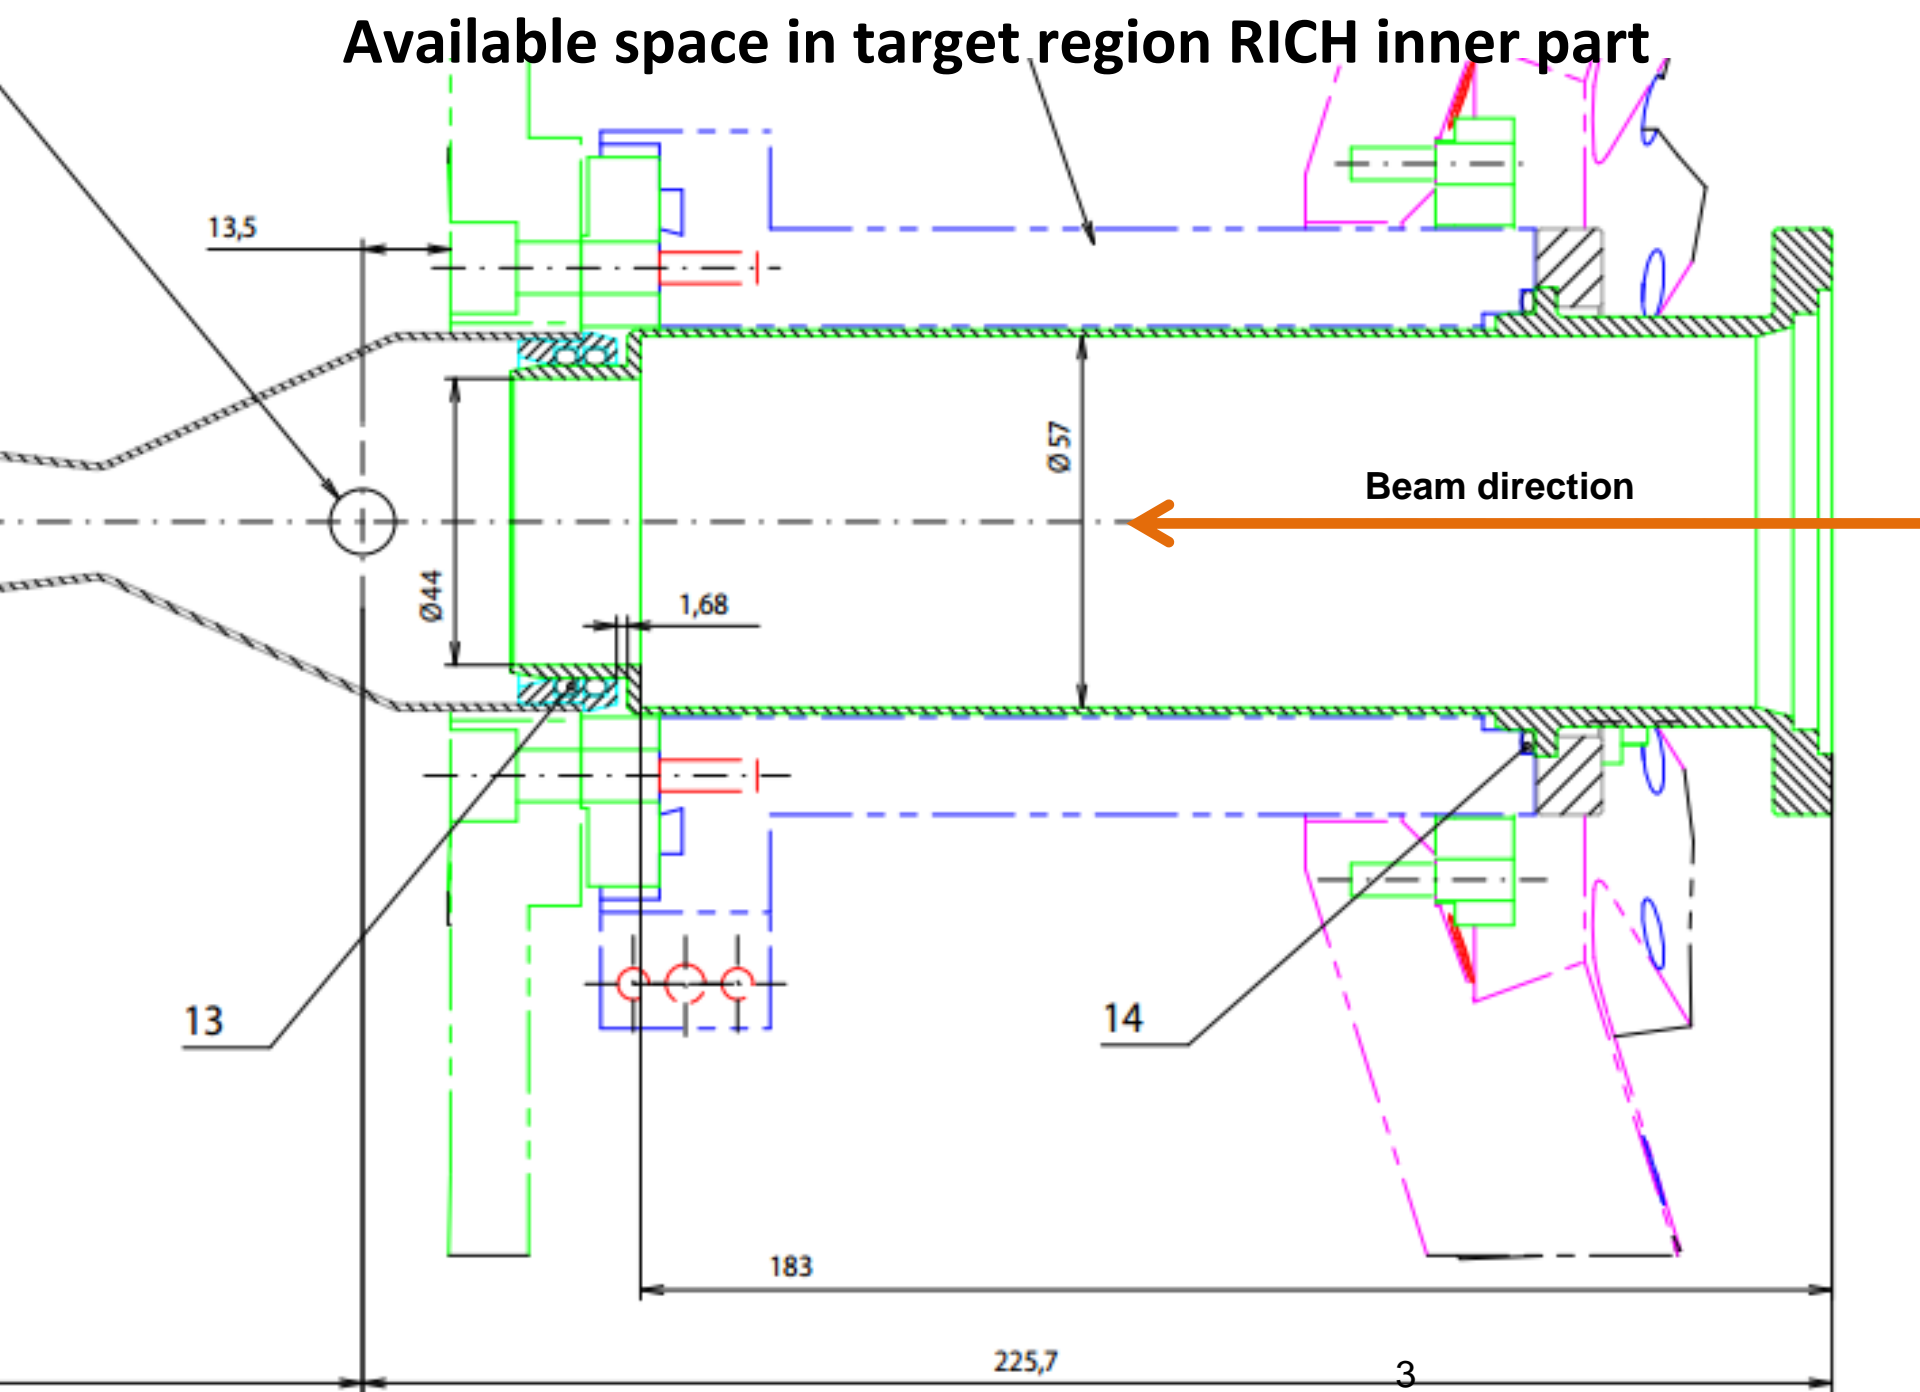 Available space in target region RICH inner part
13,5
Ø57
Beam direction
Ø44
1,68
13
14
183
225,7
3